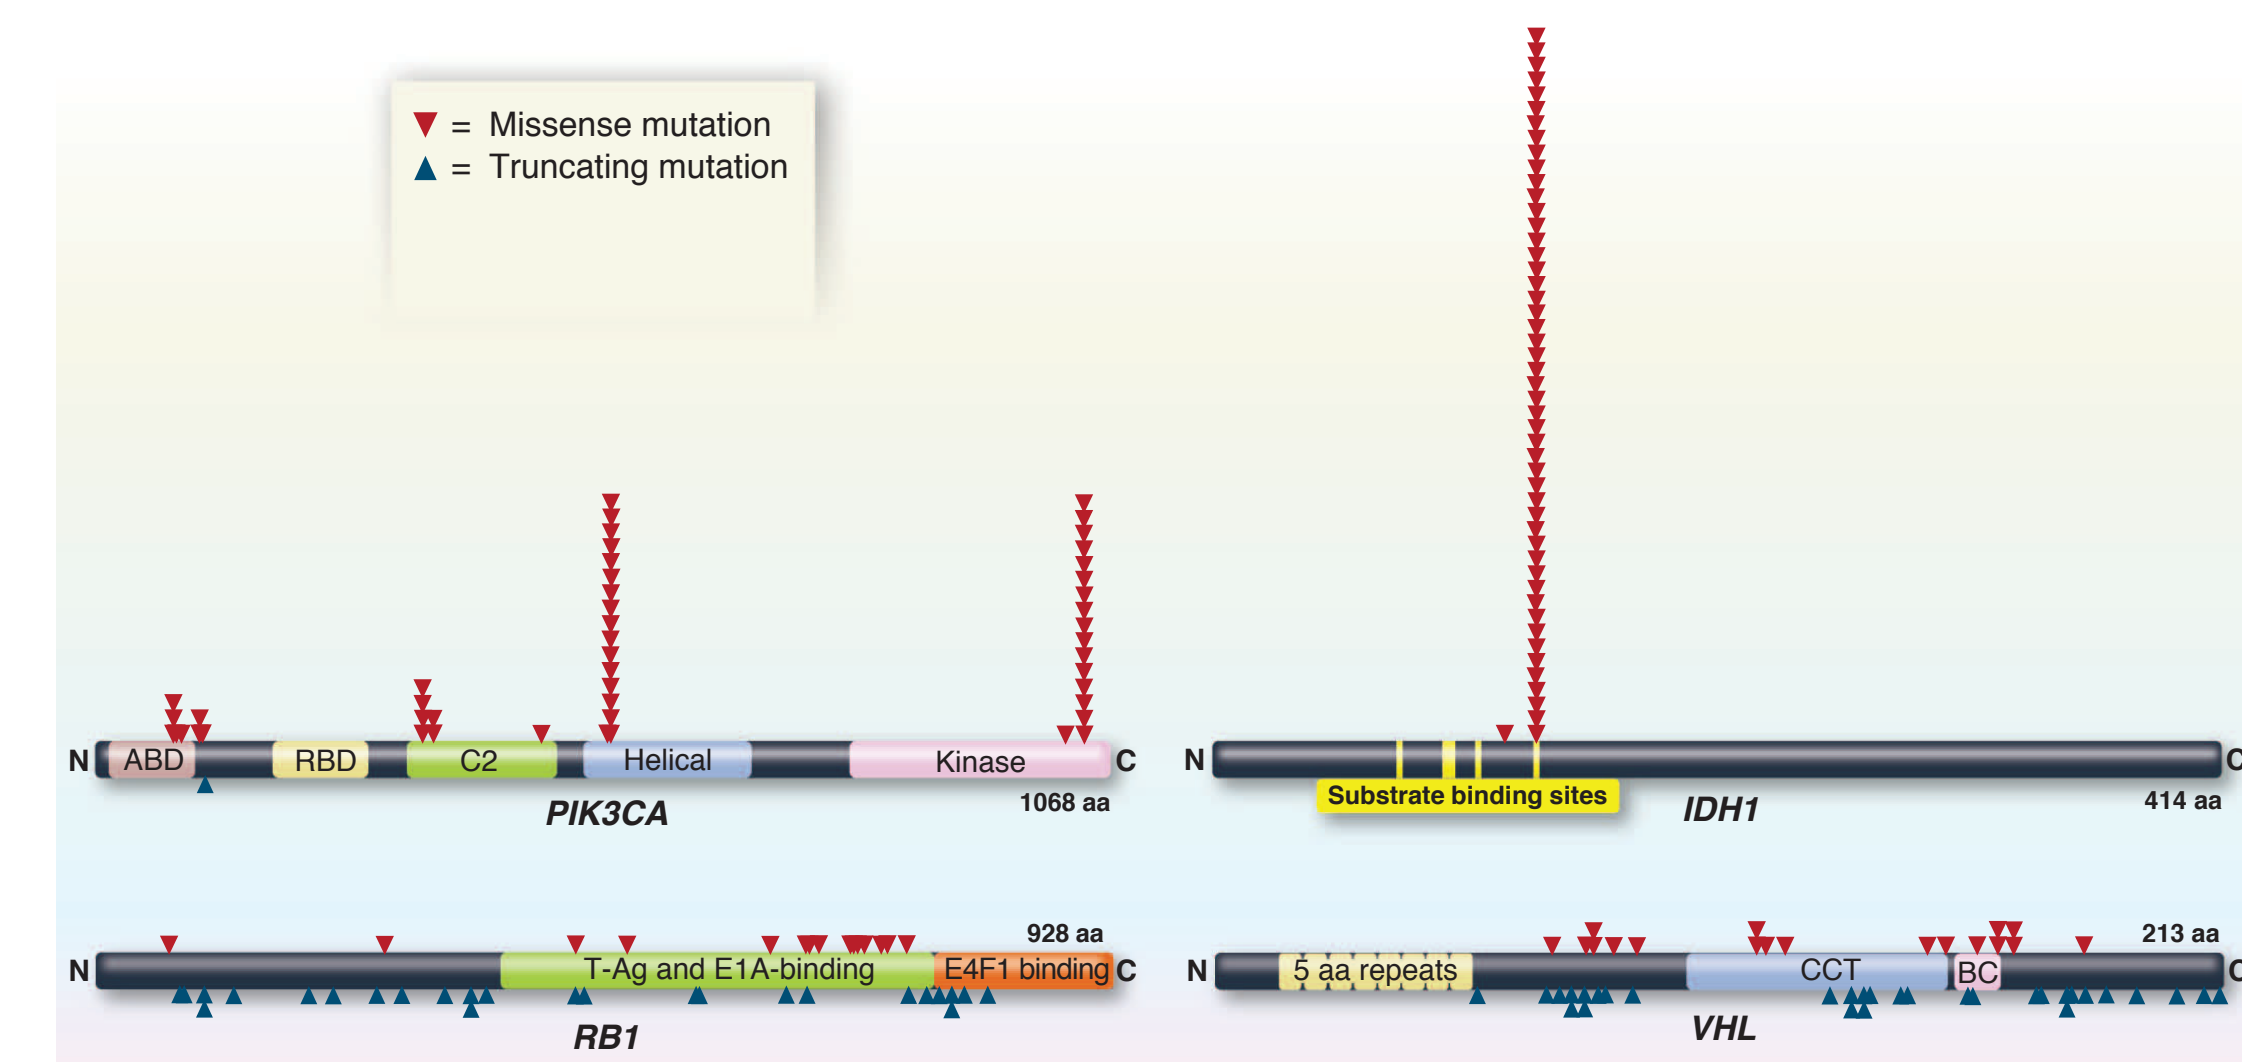 = Missense mutation
= Truncating mutation
N ABD RBD C2 Helical Kinase C
1068 aa
PIK3CA
N C
Substrate binding sites
414 aa
IDH1
928 aa
N T-Ag and E1A-binding E4F1 binding C
RB1
213 aa
N 5 aa repeats CCT BC C
VHL